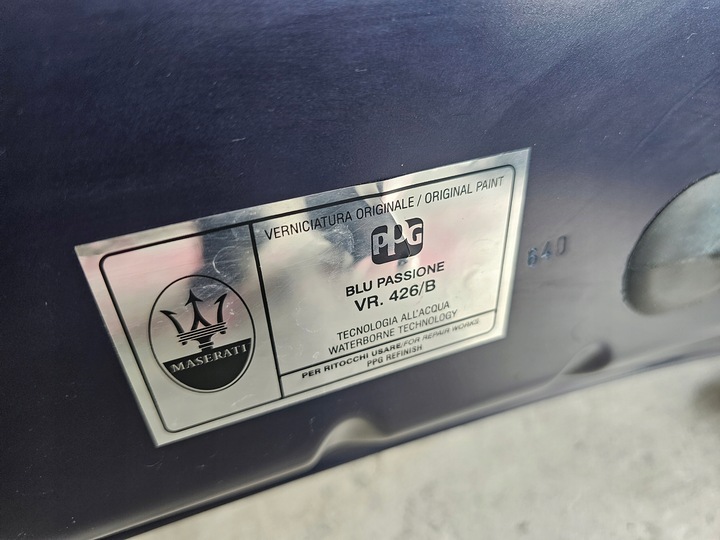 VERNICIATURA ORIGINALE / ORIGINAL PAINT
PPG
BLU PASSIONE
VR. 426/B
TECNOLOGIA ALL'ACQUA
WATERBORNE TECHNOLOGY
PER RITOCCHI USARE/FOR REPAIR WORKS:
PPG REFINISH
MASERATI
640